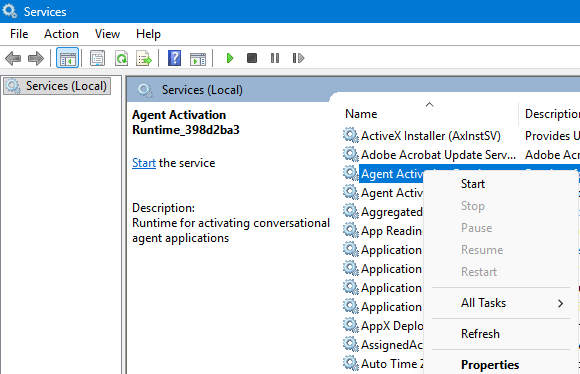 Services
File Action View Help
Services (Local)
Services (Local)
Agent Activation
Runtime_398d2ba3
Start the service
Description:
Runtime for activating conversational
agent applications
Name Description
ActiveX Installer (AxInstSV) Provides U
Adobe Acrobat Update Serv... Adobe Acr
Agent Activ
Agent Activ
Aggregated
App Readin
Application
Application
Application
Application
AppX Deplo
AssignedAc
Auto Time Z
Start
Stop
Pause
Resume
Restart
All Tasks
Refresh
Properties